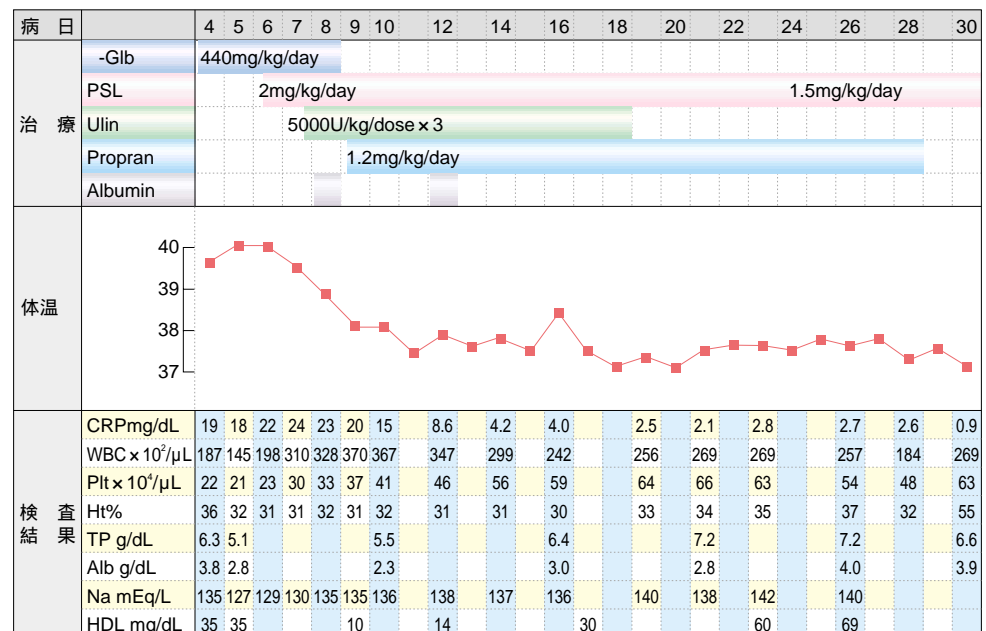 病 日 4 5 6 7 8 9 10 12 14 16 18 20 22 24 26 28 30
治 療
-Glb 440mg/kg/day
PSL 2mg/kg/day 1.5mg/kg/day
Ulin 5000U/kg/dose×3
Propran 1.2mg/kg/day
Albumin
体温
40
39
38
37
検 査
結 果
CRPmg/dL 19 18 22 24 23 20 15 8.6 4.2 4.0 2.5 2.1 2.8 2.7 2.6 0.9
WBC×10²/μL 187 145 198 310 328 370 367 347 299 242 256 269 269 257 184 269
Plt×10⁴/μL 22 21 23 30 33 37 41 46 56 59 64 66 63 54 48 63
Ht% 36 32 31 31 32 31 32 31 31 30 33 34 35 37 32 55
TP g/dL 6.3 5.1 5.5 6.4 7.2 7.2 6.6
Alb g/dL 3.8 2.8 2.3 3.0 2.8 4.0 3.9
Na mEq/L 135 127 129 130 135 135 136 138 137 136 140 138 142 140
HDL mg/dL 35 35 10 14 30 60 69